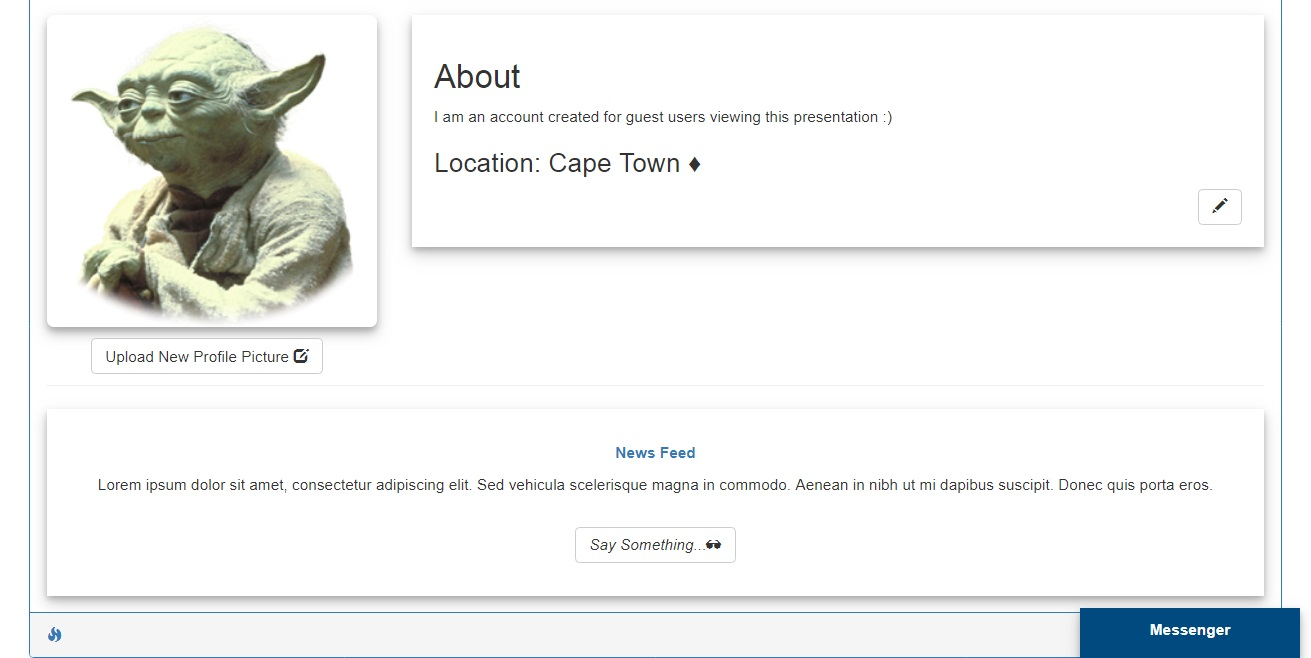 About
I am an account created for guest users viewing this presentation :)
Location: Cape Town ♦
Upload New Profile Picture
News Feed
Lorem ipsum dolor sit amet, consectetur adipiscing elit. Sed vehicula scelerisque magna in commodo. Aenean in nibh ut mi dapibus suscipit. Donec quis porta eros.
Say Something...
Messenger